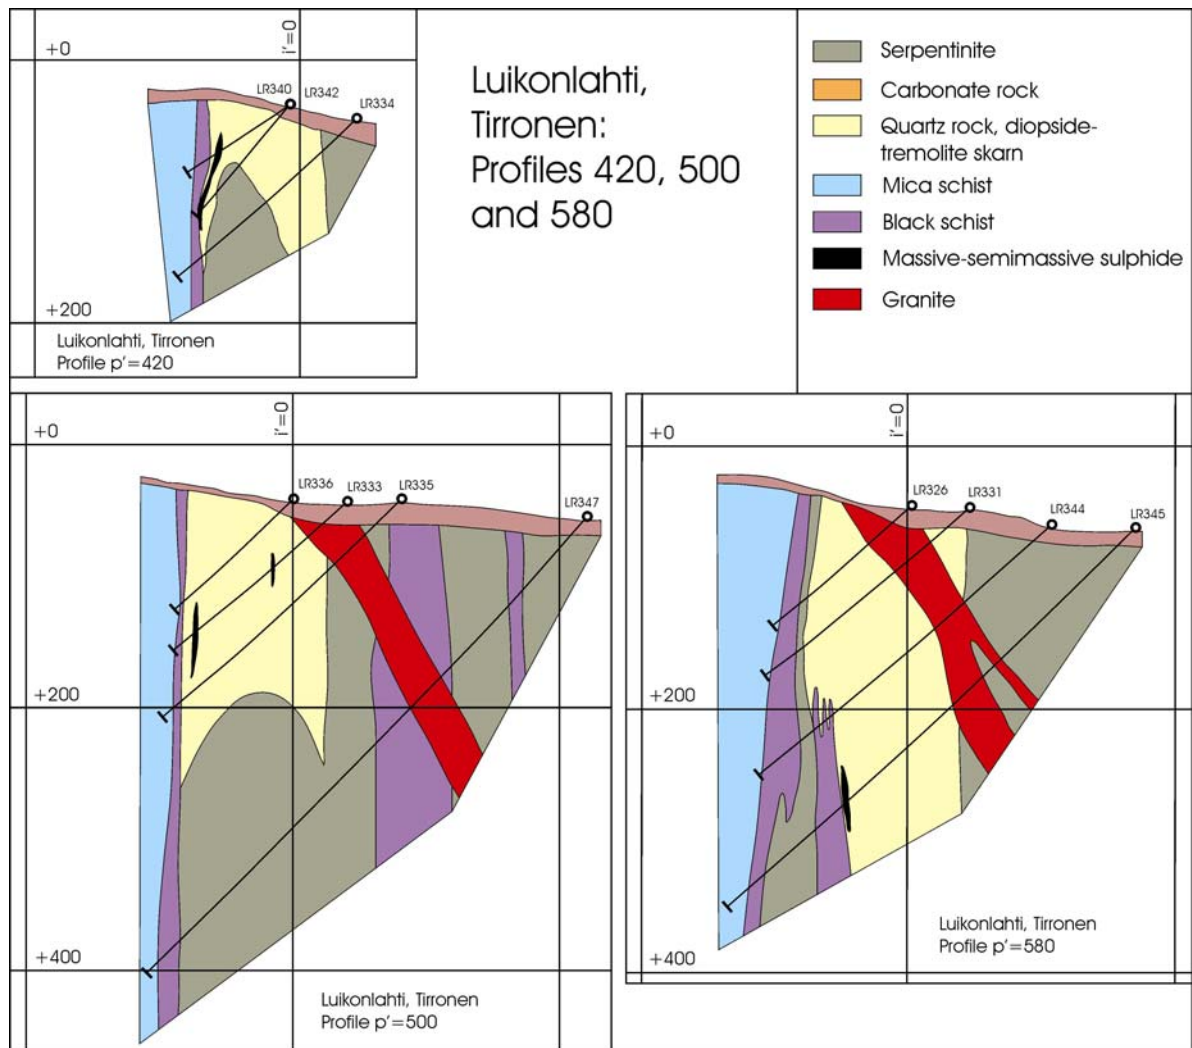 +0
i'=0
LR340
LR342
LR334
+200
Luikonlahti, Tirronen
Profile p'=420
Luikonlahti,
Tirronen:
Profiles 420, 500
and 580
Serpentinite
Carbonate rock
Quartz rock, diopside-
tremolite skarn
Mica schist
Black schist
Massive-semimassive sulphide
Granite
+0
i'=0
LR336
LR333
LR335
LR347
+200
+400
Luikonlahti, Tirronen
Profile p'=500
+0
i'=0
LR326
LR331
LR344
LR345
+200
+400
Luikonlahti, Tirronen
Profile p'=580